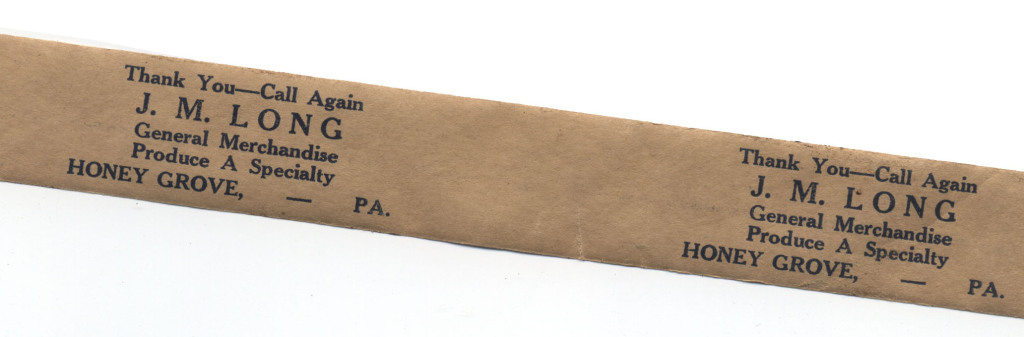 Thank You—Call Again
J. M. LONG
General Merchandise
Produce A Specialty
HONEY GROVE, — PA.
Thank You—Call Again
J. M. LONG
General Merchandise
Produce A Specialty
HONEY GROVE, — PA.